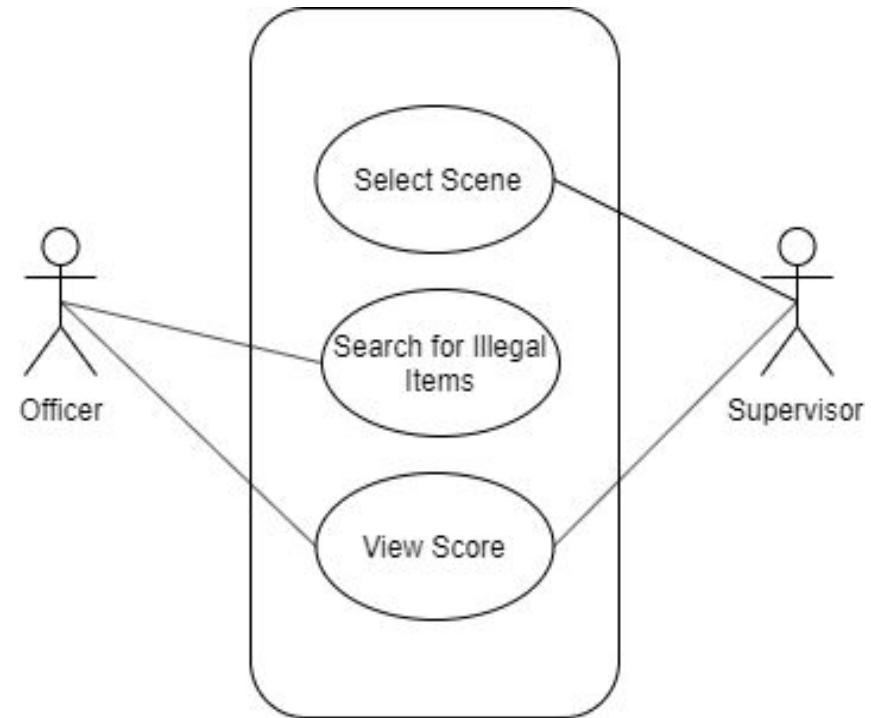 Select Scene
Search for Illegal
Items
Officer
Supervisor
View Score